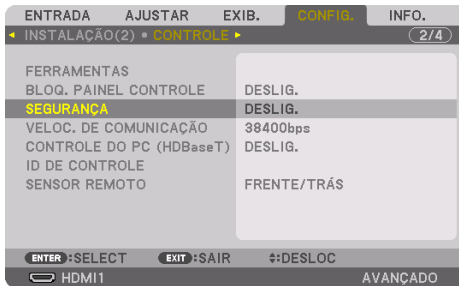 ENTRADA AJUSTAR EXIB. CONFIG. INFO.
INSTALAÇÃO(2) • CONTROLE 2/4
FERRAMENTAS
BLOQ. PAINEL CONTROLE DESLIG.
SEGURANÇA DESLIG.
VELOC. DE COMUNICAÇÃO 38400bps
CONTROLE DO PC (HDBaseT) DESLIG.
ID DE CONTROLE
SENSOR REMOTO FRENTE/TRÁS
ENTER :SELECT EXIT :SAIR :DESLOC
HDMI1 AVANÇADO